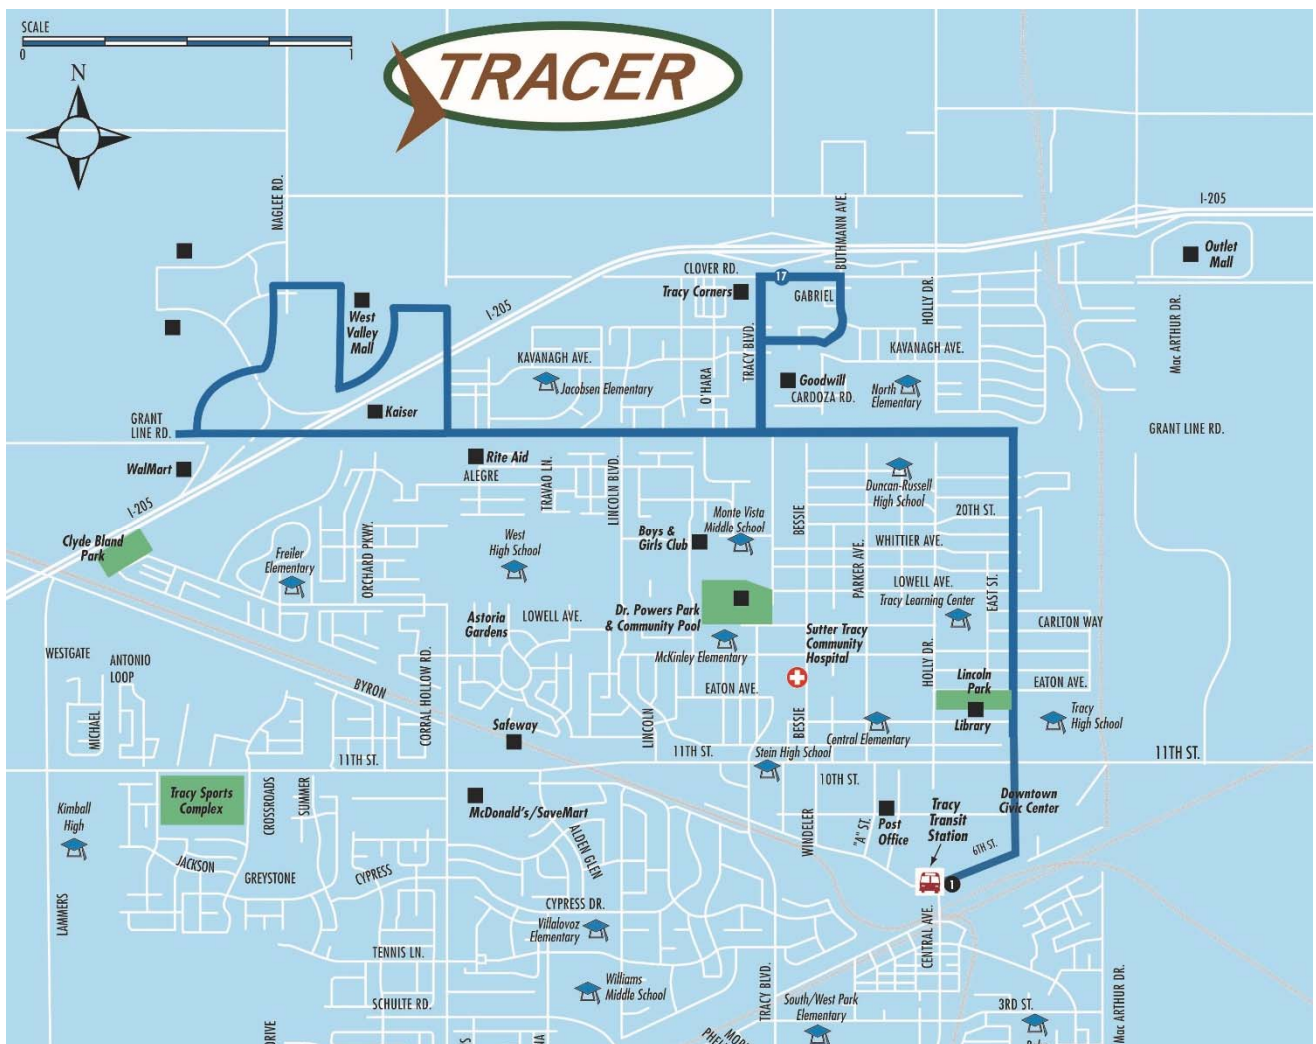 SCALE
0
1
N
TRACER
NAGLEE RD.
I-205
BUTHMANN AVE.
Outlet
Mall
CLOVER RD.
17
Tracy Corners
GABRIEL
HOLLY DR.
I-205
West
Valley
Mall
TRACY BLVD.
Mac ARTHUR DR.
KAVANAGH AVE.
KAVANAGH AVE.
Jacobsen Elementary
O'HARA
Goodwill
CARDOZA RD.
North
Elementary
Kaiser
GRANT
LINE RD.
GRANT LINE RD.
WalMart
Rite Aid
ALEGRE
TRAVAO LN.
LINCOLN BLVD.
Duncan-Russell
High School
I-205
20TH ST.
Monte Vista
Middle School
BESSIE
Boys &
Girls Club
WHITTIER AVE.
Clyde Bland
Park
Freiler
Elementary
ORCHARD PKWY.
West
High School
PARKER AVE.
LOWELL AVE.
Tracy Learning Center
EAST ST.
Dr. Powers Park
& Community Pool
Astoria
Gardens
LOWELL AVE.
CARLTON WAY
Sutter Tracy
Community
Hospital
WESTGATE
ANTONIO
LOOP
McKinley Elementary
HOLLY DR.
BYRON
CORRAL HOLLOW RD.
EATON AVE.
Lincoln
Park
EATON AVE.
MICHAEL
Safeway
LINCOLN
BESSIE
Library
Tracy
High School
Central Elementary
11TH ST.
11TH ST.
Stein High School
11TH ST.
10TH ST.
Tracy Sports
Complex
CROSSROADS
SUMMER
Kimball
High
McDonald's/SaveMart
WINDELER
"A" ST.
Post
Office
Tracy
Transit
Station
Downtown
Civic Center
6TH ST.
ALDEN GLEN
JACKSON
GREYSTONE
CYPRESS
1
LAMMERS
CYPRESS DR.
Villalovoz
Elementary
CENTRAL AVE.
TENNIS LN.
Williams
Middle School
TRACY BLVD.
SCHULTE RD.
South/West Park
Elementary
3RD ST.
Mac ARTHUR DR.
DRIVE